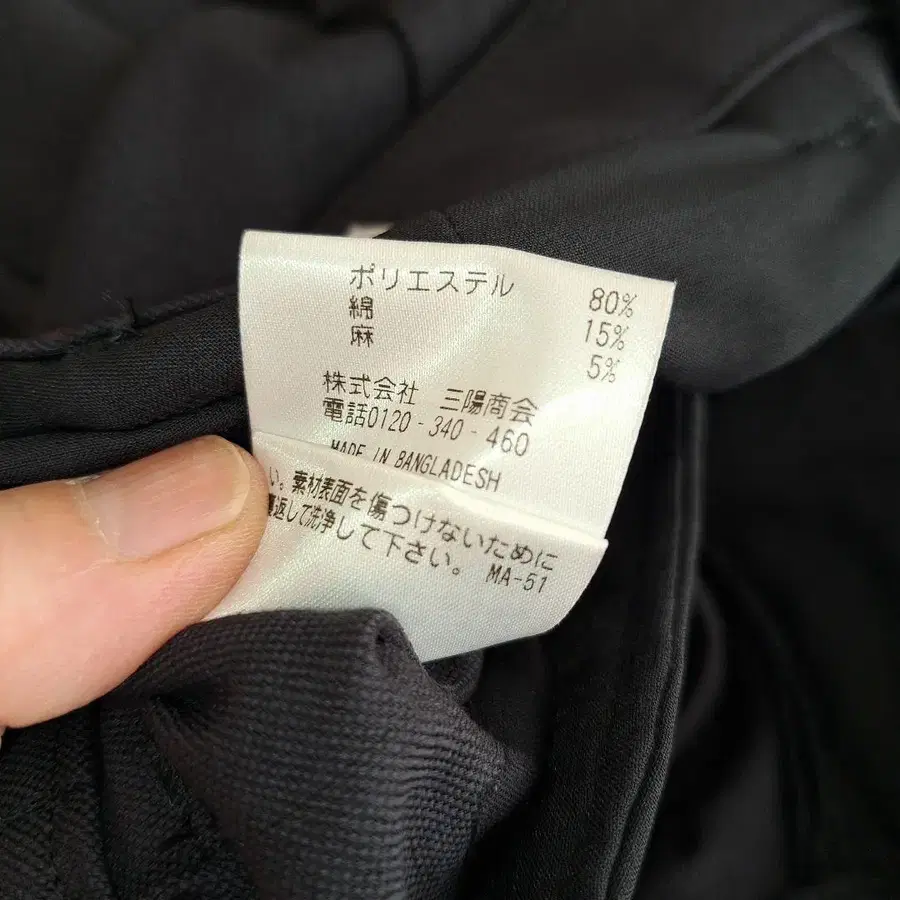 ポリエステル 80%
綿 15%
麻 5%
株式会社 三陽商会
電話0120-340-460
MADE IN BANGLADESH
い。素材表面を傷つけないために
返して洗浄して下さい。 MA-51